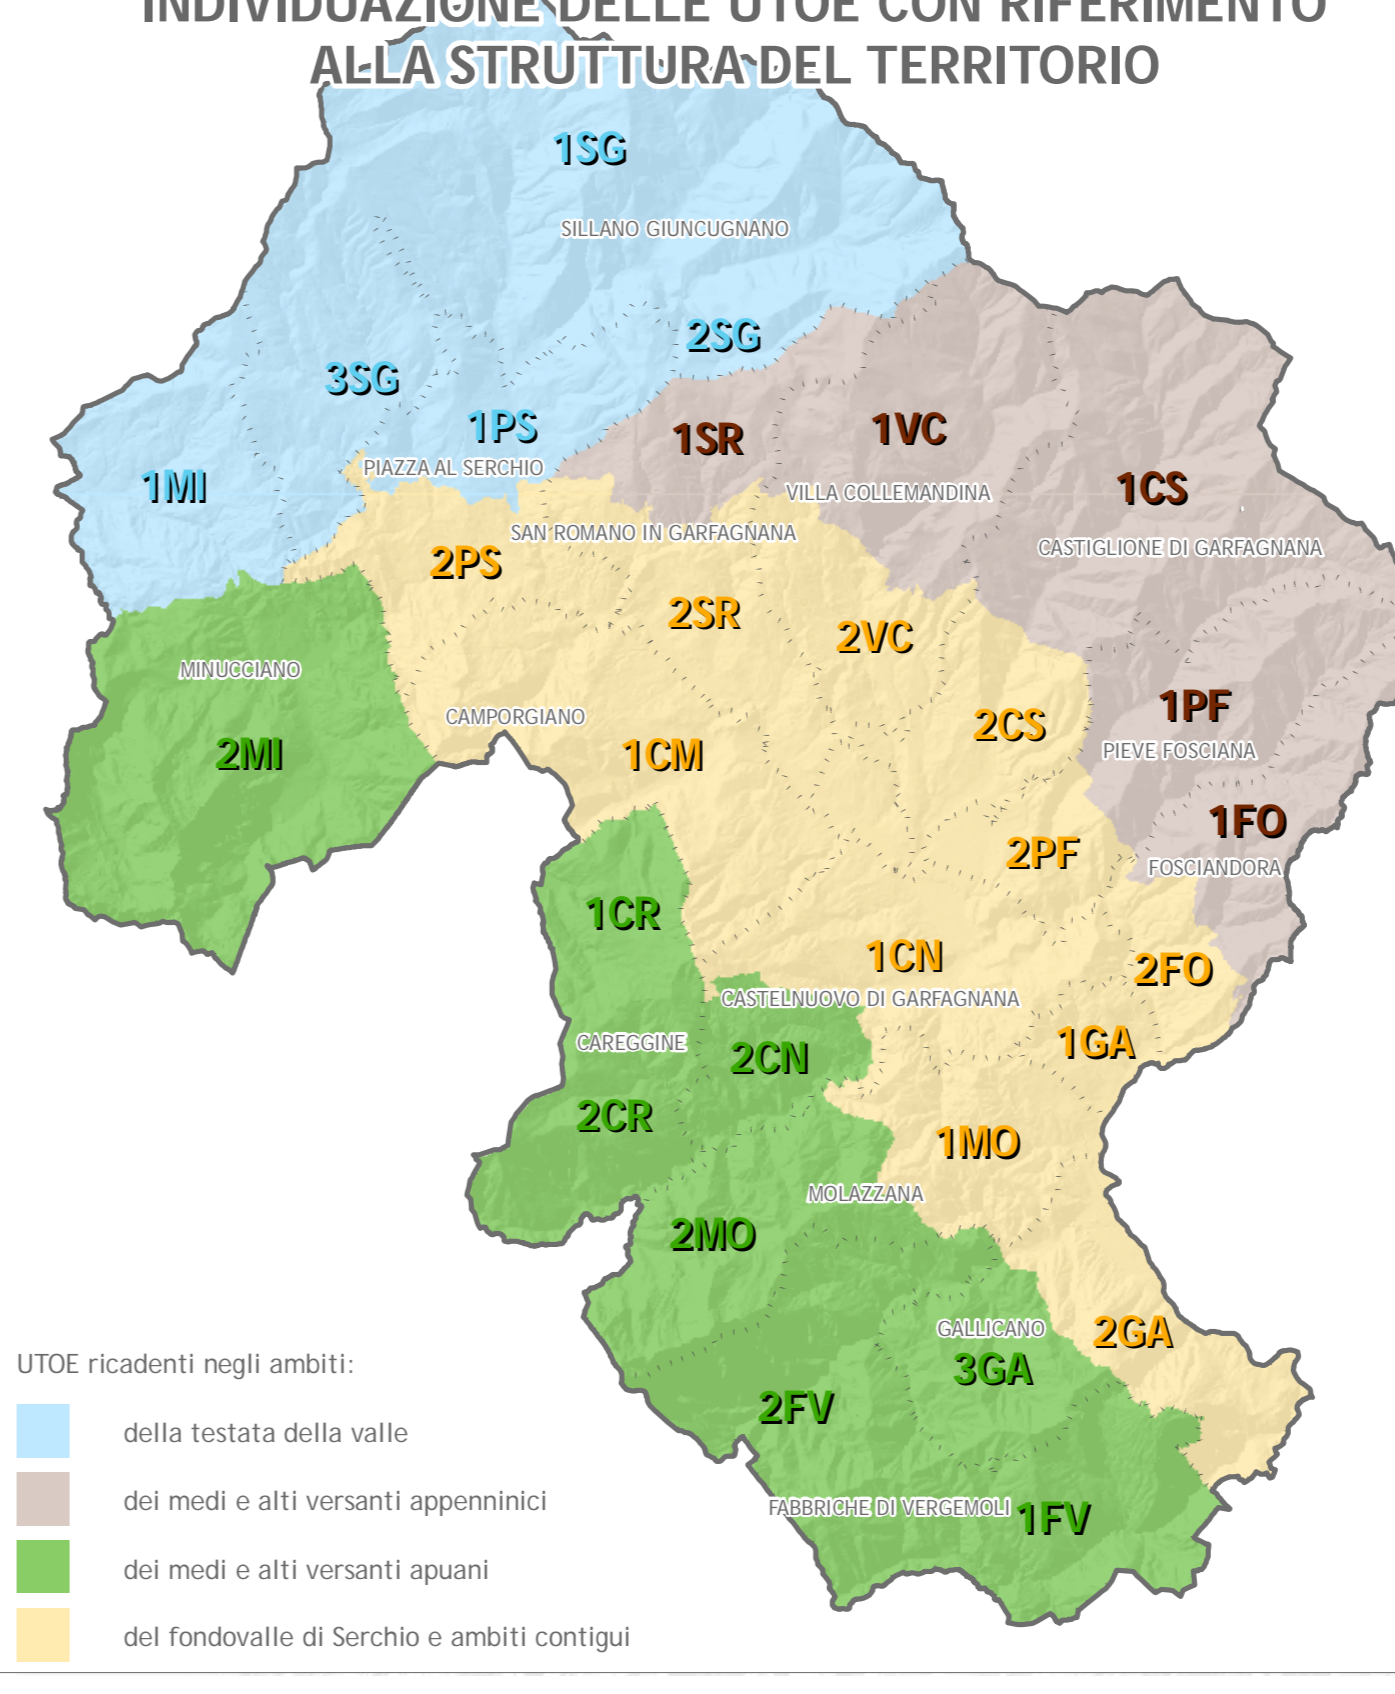 INDIVIDUAZIONE DELLE UTOE CON RIFERIMENTO
ALLA STRUTTURA DEL TERRITORIO
1SG
SILLANO GIUNCUGNANO
2SG
3SG
1PS
1SR
1VC
PIAZZA AL SERCHIO
1MI
VILLA COLLEMANDINA
1CS
SAN ROMANO IN GARFAGNANA
CASTIGLIONE DI GARFAGNANA
2PS
2SR
2VC
MINUCCIANO
1PF
CAMPORGIANO
2CS
2MI
1CM
PIEVE FOSCIANA
1FO
2PF
FOSCIANDORA
1CR
1CN
2FO
CASTELNUOVO DI GARFAGNANA
CAREGGINE
1GA
2CN
2CR
1MO
MOLAZZANA
2MO
GALLICANO
2GA
3GA
2FV
FABBRICHE DI VERGEMOLI
1FV
UTOE ricadenti negli ambiti:
della testata della valle
dei medi e alti versanti appenninici
dei medi e alti versanti apuani
del fondovalle di Serchio e ambiti contigui